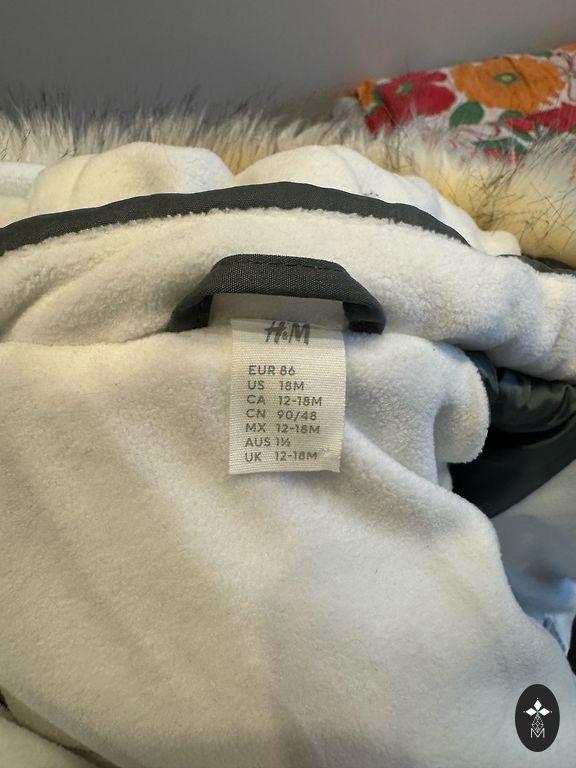 H&M
EUR 86
US 18M
CA 12-18M
CN 90/48
MX 12-18M
AUS 1½
UK 12-18M
M